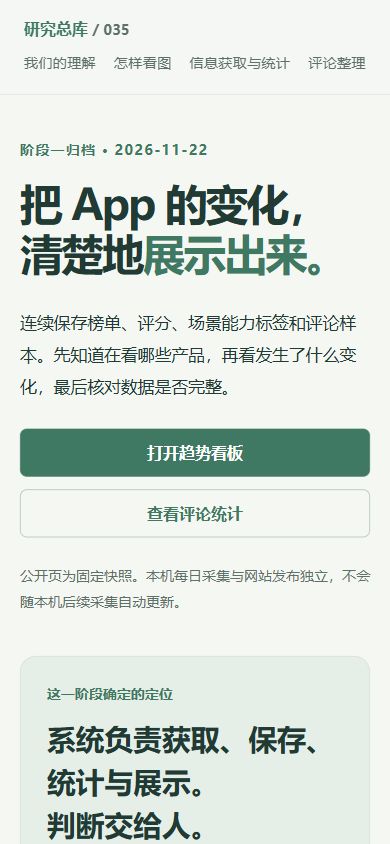 研究总库 / 035
我们的理解 怎样看图 信息获取与统计 评论整理
阶段一归档 • 2026-11-22
把 App 的变化，
清楚地展示出来。
连续保存榜单、评分、场景能力标签和评论样
本。先知道在看哪些产品，再看发生了什么变
化，最后核对数据是否完整。
打开趋势看板
查看评论统计
公开页为固定快照。本机每日采集与网站发布独立，不会
随本机后续采集自动更新。
这一阶段确定的定位
系统负责获取、保存、
统计与展示。
判断交给人。